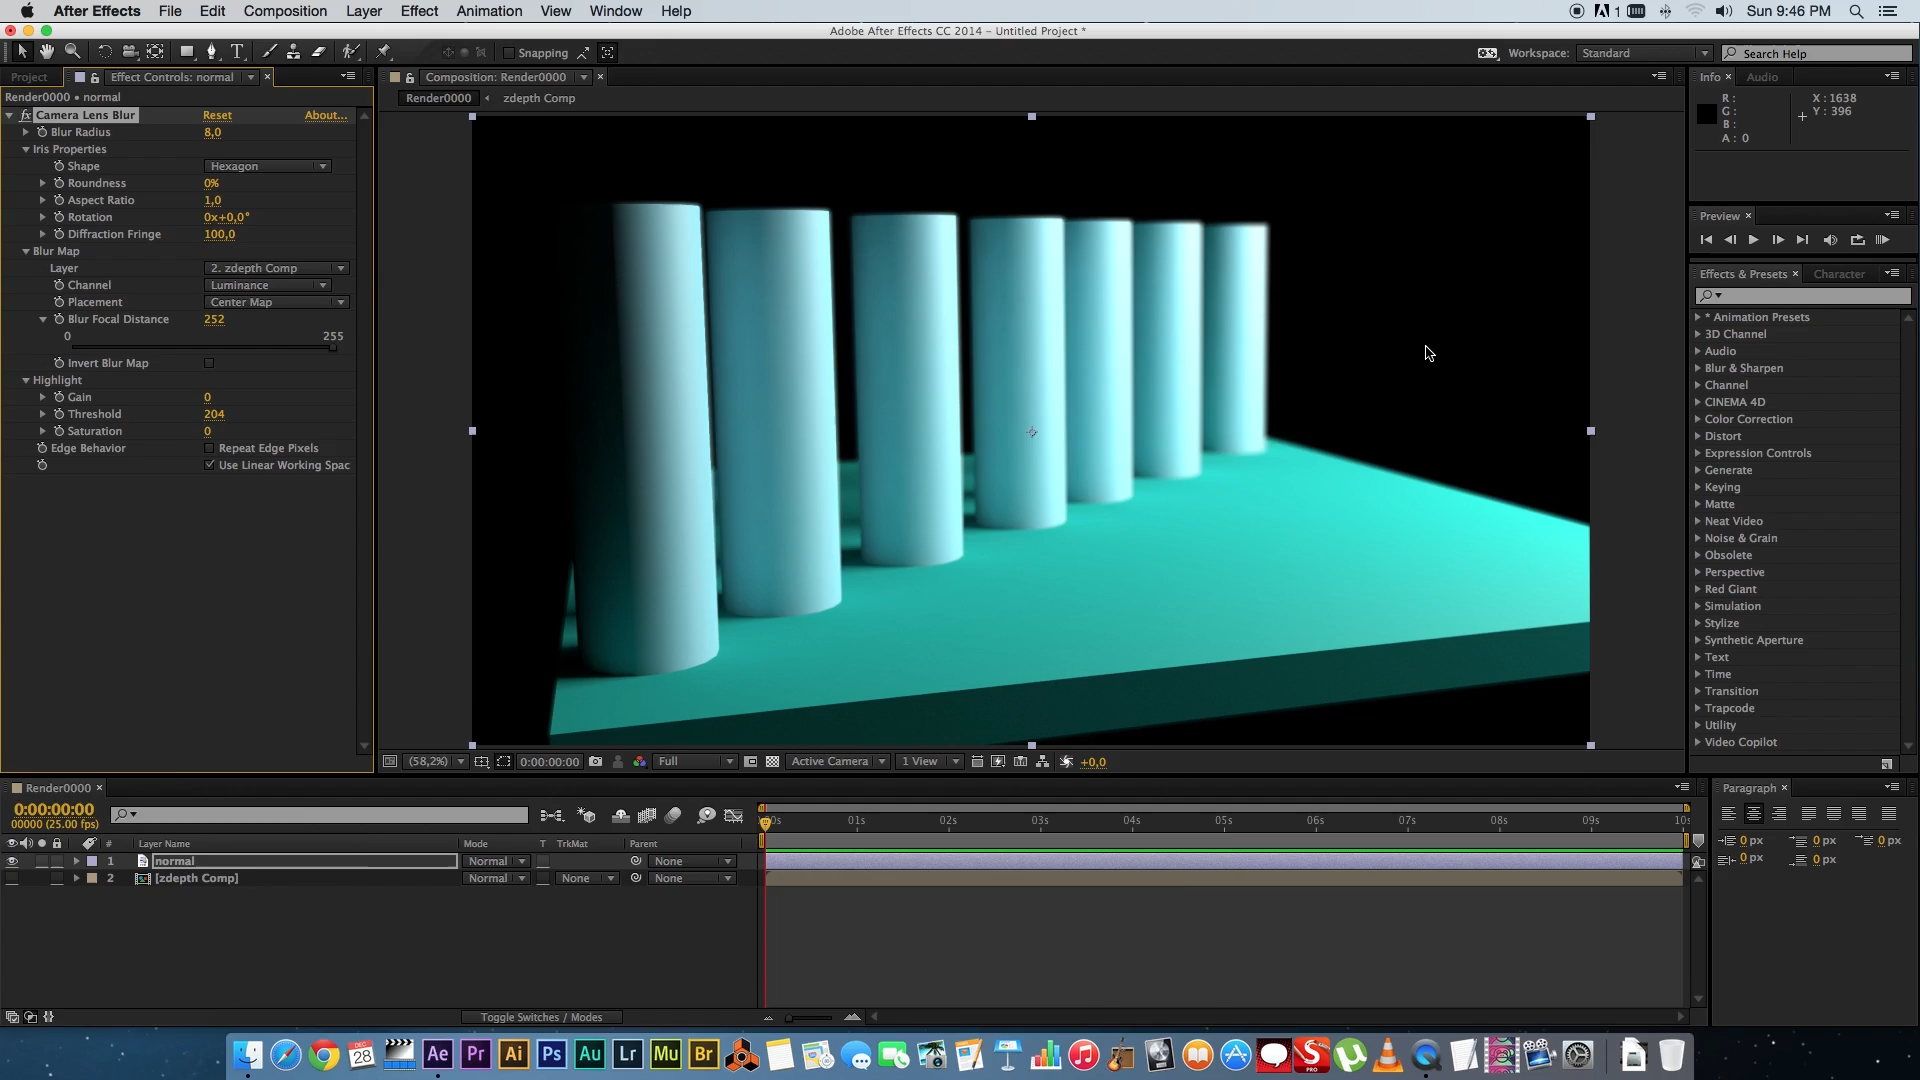 After Effects File Edit Composition Layer Effect Animation View Window Help 1 Sun 9:46 PM
Adobe After Effects CC 2014 – Untitled Project *
Snapping Workspace: Standard Search Help
Project Effect Controls: normal Composition: Render0000 Info Audio
Render0000 • normal
Render0000 zdepth Comp
R :
G :
B :
A : 0
X : 1638
Y : 396
fx Camera Lens Blur Reset About...
Blur Radius 8,0
Iris Properties
Shape Hexagon
Roundness 0%
Aspect Ratio 1,0
Rotation 0x+0,0°
Diffraction Fringe 100,0
Blur Map
Layer 2. zdepth Comp
Channel Luminance
Placement Center Map
Blur Focal Distance 252
0 255
Invert Blur Map
Highlight
Gain 0
Threshold 204
Saturation 0
Edge Behavior Repeat Edge Pixels
Use Linear Working Spac
Preview
Effects & Presets Character
* Animation Presets
3D Channel
Audio
Blur & Sharpen
Channel
CINEMA 4D
Color Correction
Distort
Expression Controls
Generate
Keying
Matte
Neat Video
Noise & Grain
Obsolete
Perspective
Red Giant
Simulation
Stylize
Synthetic Aperture
Text
Time
Transition
Trapcode
Utility
Video Copilot
(58,2%) 0:00:00:00 Full Active Camera 1 View +0,0
Render0000
0:00:00:00
00000 (25.00 fps)
:00s 01s 02s 03s 04s 05s 06s 07s 08s 09s 10s
# Layer Name Mode T TrkMat Parent
1 normal Normal None
2 [zdepth Comp] Normal None None
Toggle Switches / Modes
Paragraph
0 px 0 px 0 px
0 px 0 px
DEC
28
Ae Pr Ai Ps Au Lr Mu Br
S
PRO